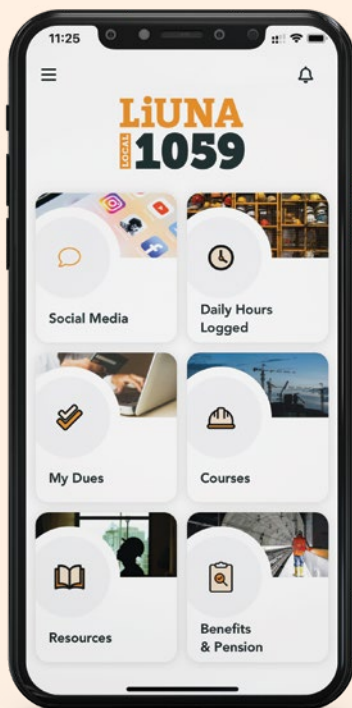 11:25
LiUNA
LOCAL 1059
Social Media
Daily Hours
Logged
My Dues
Courses
Resources
Benefits
& Pension